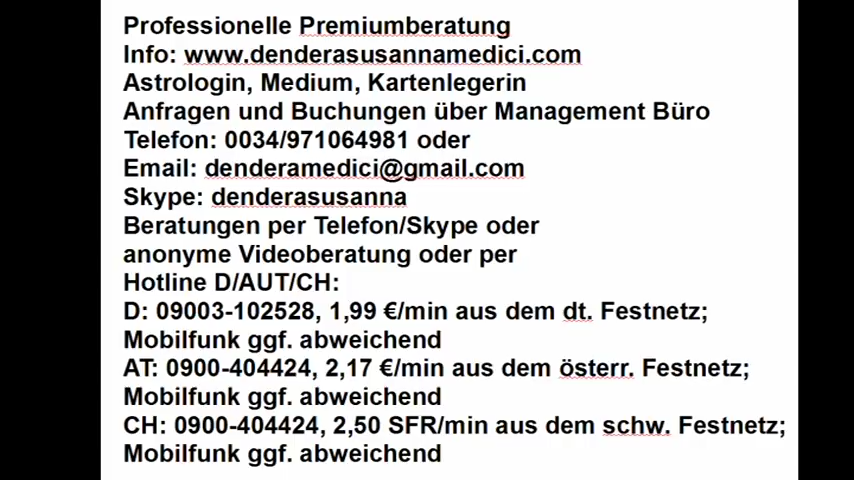 Professionelle Premiumberatung
Info: www.denderasusannamedici.com
Astrologin, Medium, Kartenlegerin
Anfragen und Buchungen über Management Büro
Telefon: 0034/971064981 oder
Email: denderamedici@gmail.com
Skype: denderasusanna
Beratungen per Telefon/Skype oder
anonyme Videoberatung oder per
Hotline D/AUT/CH:
D: 09003-102528, 1,99 €/min aus dem dt. Festnetz;
Mobilfunk ggf. abweichend
AT: 0900-404424, 2,17 €/min aus dem österr. Festnetz;
Mobilfunk ggf. abweichend
CH: 0900-404424, 2,50 SFR/min aus dem schw. Festnetz;
Mobilfunk ggf. abweichend